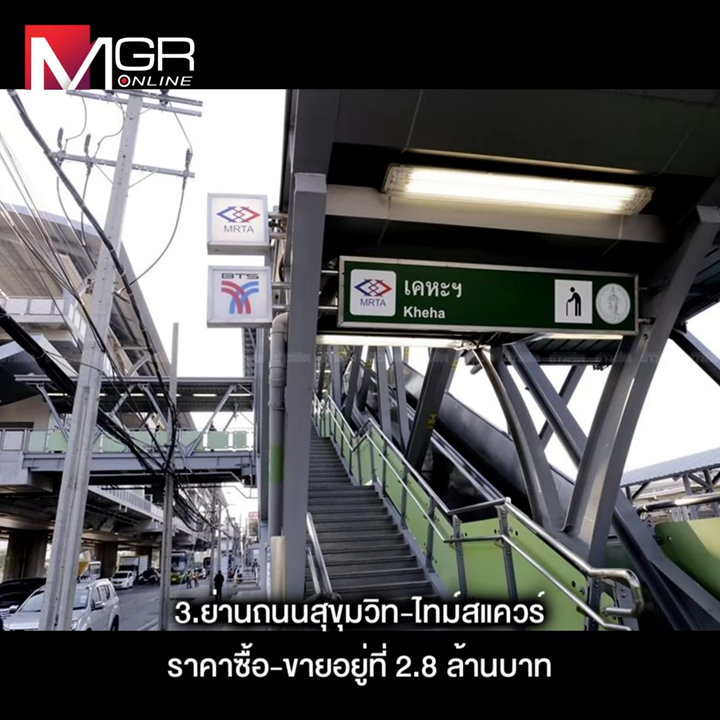 MGR
ONLINE
MRTA
BTS
MRTA
เคหะฯ
Kheha
3.ย่านถนนสุขุมวิท-ไทม์สแควร์
ราคาซื้อ-ขายอยู่ที่ 2.8 ล้านบาท